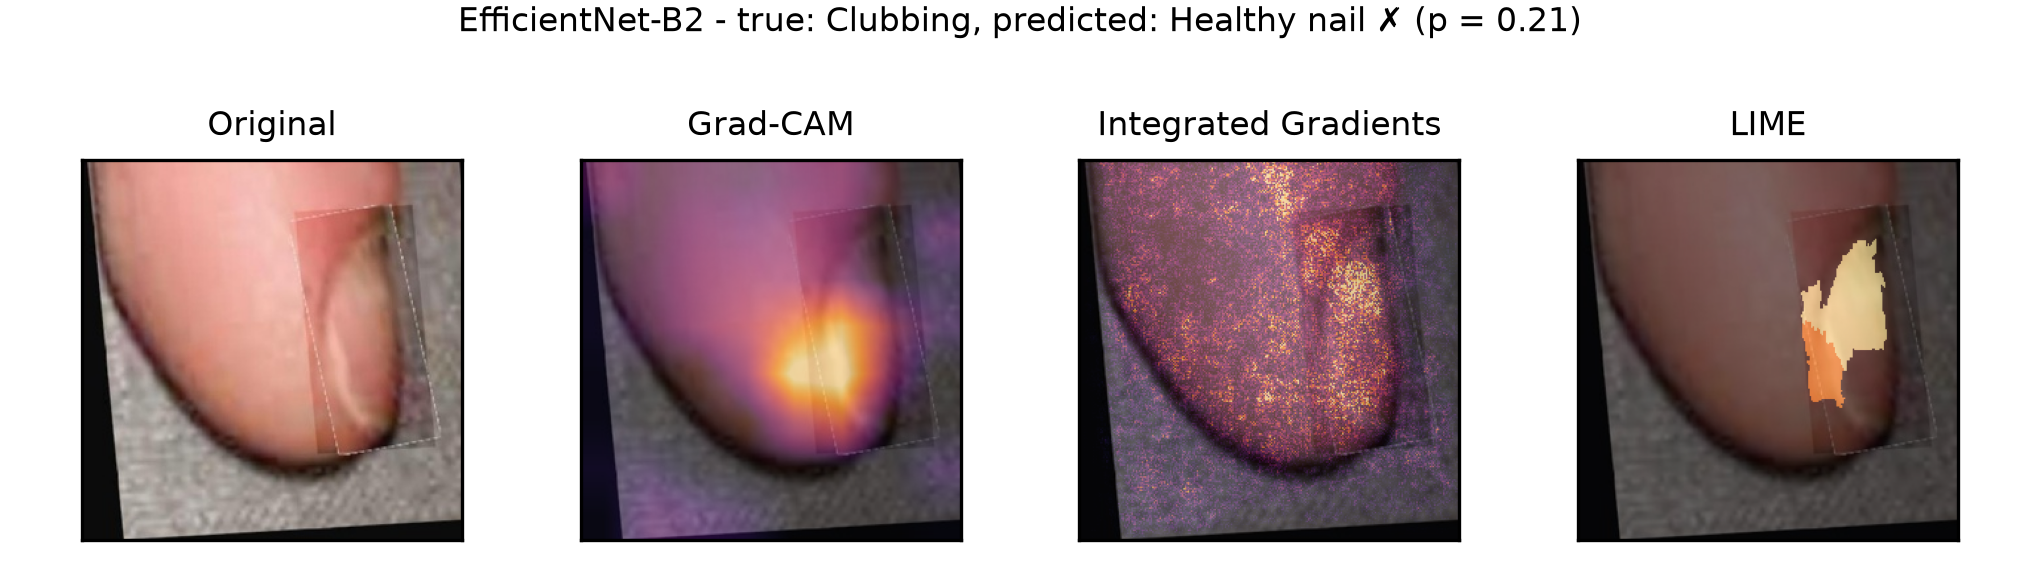 EfficientNet-B2 - true: Clubbing, predicted: Healthy nail ✗ (p = 0.21)
Original
Grad-CAM
Integrated Gradients
LIME